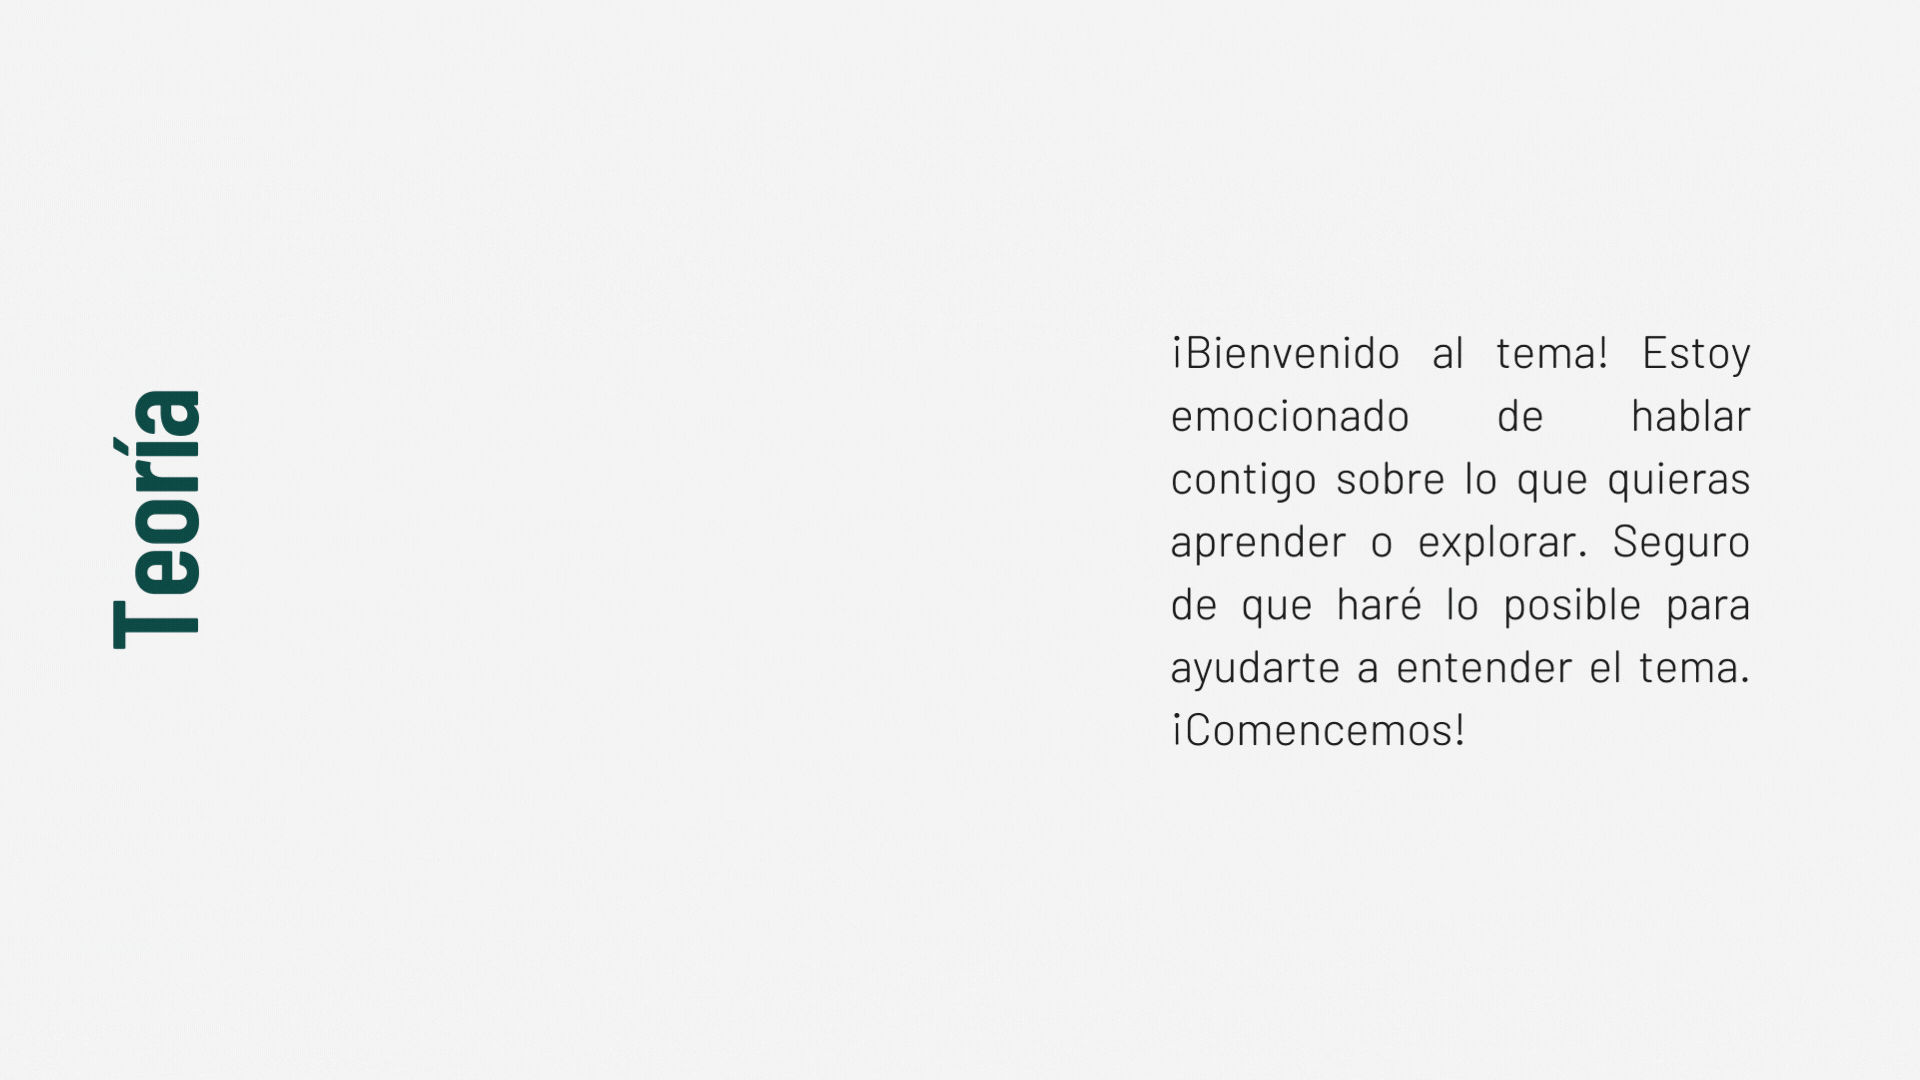 Teoría
¡Bienvenido al tema! Estoy
emocionado de hablar
contigo sobre lo que quieras
aprender o explorar. Seguro
de que haré lo posible para
ayudarte a entender el tema.
¡Comencemos!